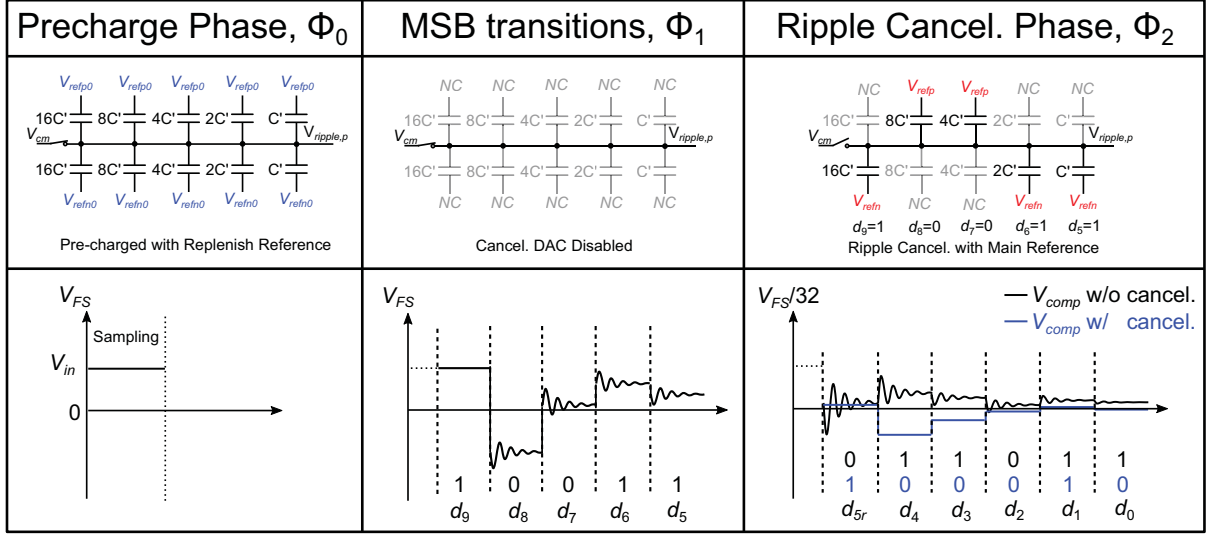 Precharge Phase, Φ0
MSB transitions, Φ1
Ripple Cancel. Phase, Φ2
Vrefp0 Vrefp0 Vrefp0 Vrefp0 Vrefp0
16C' 8C' 4C' 2C' C'
Vcm Vripple,p
16C' 8C' 4C' 2C' C'
Vrefn0 Vrefn0 Vrefn0 Vrefn0 Vrefn0
Pre-charged with Replenish Reference
NC NC NC NC NC
16C' 8C' 4C' 2C' C'
Vcm Vripple,p
16C' 8C' 4C' 2C' C'
NC NC NC NC NC
Cancel. DAC Disabled
NC Vrefp Vrefp NC NC
16C' 8C' 4C' 2C' C'
Vcm Vripple,p
16C' 8C' 4C' 2C' C'
Vrefn NC NC Vrefn Vrefn
d9=1 d8=0 d7=0 d6=1 d5=1
Ripple Cancel. with Main Reference
VFS
Sampling
Vin
0
VFS
1 0 0 1 1
d9 d8 d7 d6 d5
VFS/32
Vcomp w/o cancel.
Vcomp w/ cancel.
0 1 1 0 1 1
1 0 0 0 1 0
d5r d4 d3 d2 d1 d0